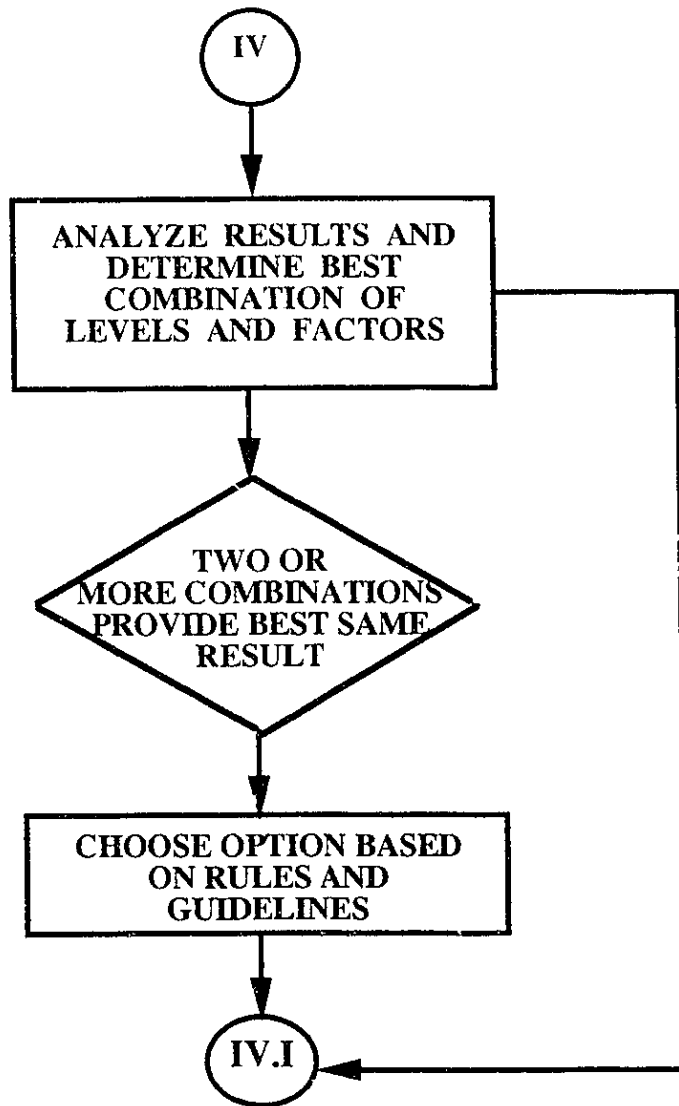 IV
ANALYZE RESULTS AND
DETERMINE BEST
COMBINATION OF
LEVELS AND FACTORS
TWO OR
MORE COMBINATIONS
PROVIDE BEST SAME
RESULT
CHOOSE OPTION BASED
ON RULES AND
GUIDELINES
IV.I